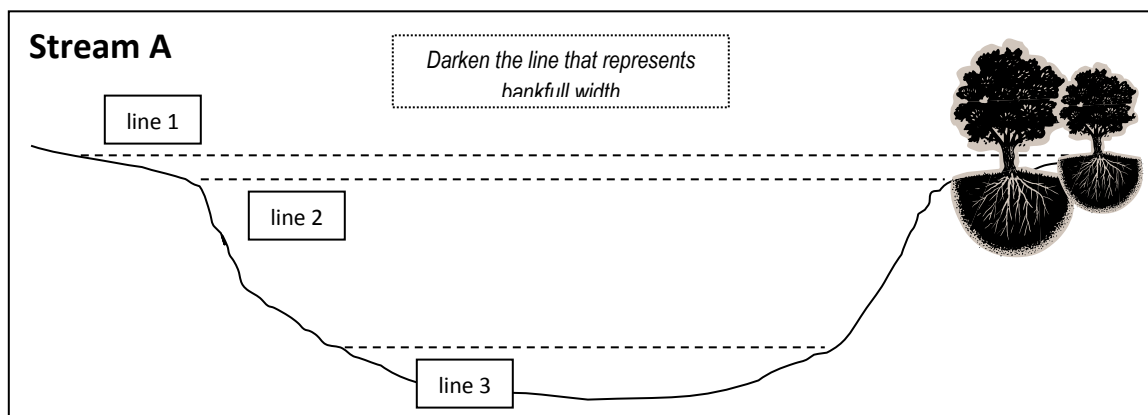 Stream A
Darken the line that represents
bankfull width
line 1
line 2
line 3